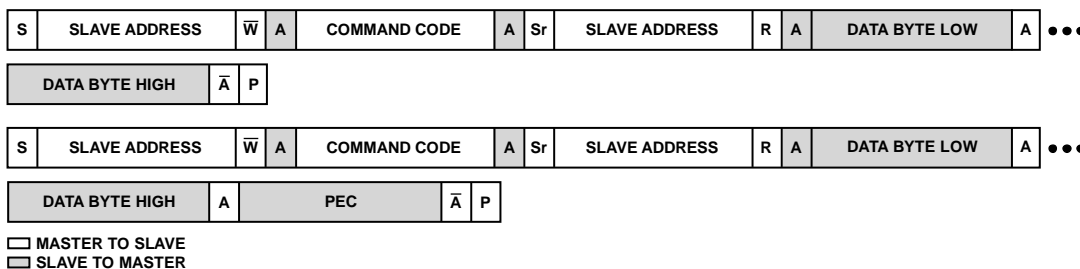 S SLAVE ADDRESS W̅ A COMMAND CODE A Sr SLAVE ADDRESS R A DATA BYTE LOW A •••
DATA BYTE HIGH A̅ P
S SLAVE ADDRESS W̅ A COMMAND CODE A Sr SLAVE ADDRESS R A DATA BYTE LOW A •••
DATA BYTE HIGH A PEC A̅ P
MASTER TO SLAVE
SLAVE TO MASTER